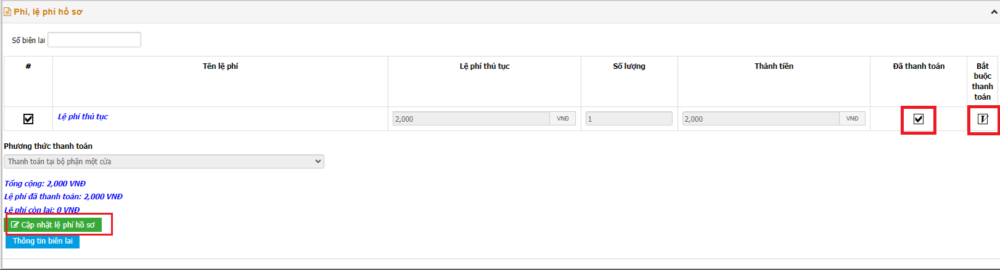 Phí, lệ phí hồ sơ
Số biên lai
# Tên lệ phí Lệ phí thủ tục Số lượng Thành tiền Đã thanh toán Bắt
buộc
thanh
toán
Lệ phí thủ tục 2,000 VNĐ 1 2,000 VNĐ
Phương thức thanh toán
Thanh toán tại bộ phận một cửa
Tổng cộng: 2,000 VNĐ
Lệ phí đã thanh toán: 2,000 VNĐ
Lệ phí còn lại: 0 VNĐ
Cập nhật lệ phí hồ sơ
Thông tin biên lai